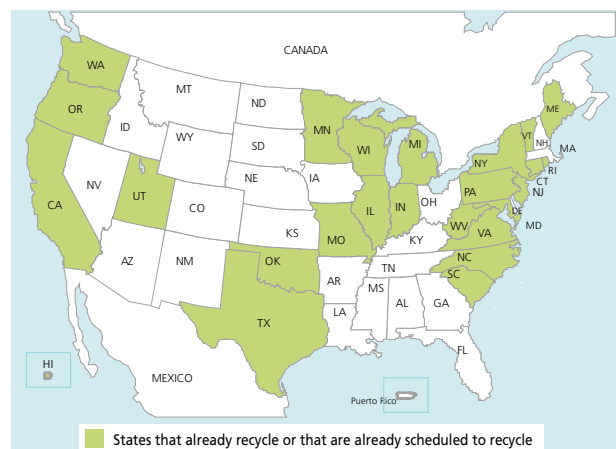 CANADA
WA
MT
ND
OR
ID
MN
ME
VT
NH
MA
WY
SD
WI
MI
NY
RI
CT
NV
NE
IA
PA
NJ
CA
UT
CO
IL
IN
OH
DE
MD
KS
MO
WV
VA
KY
AZ
NM
OK
NC
TN
SC
AR
MS
AL
GA
LA
TX
FL
HI
MEXICO
Puerto Rico
States that already recycle or that are already scheduled to recycle